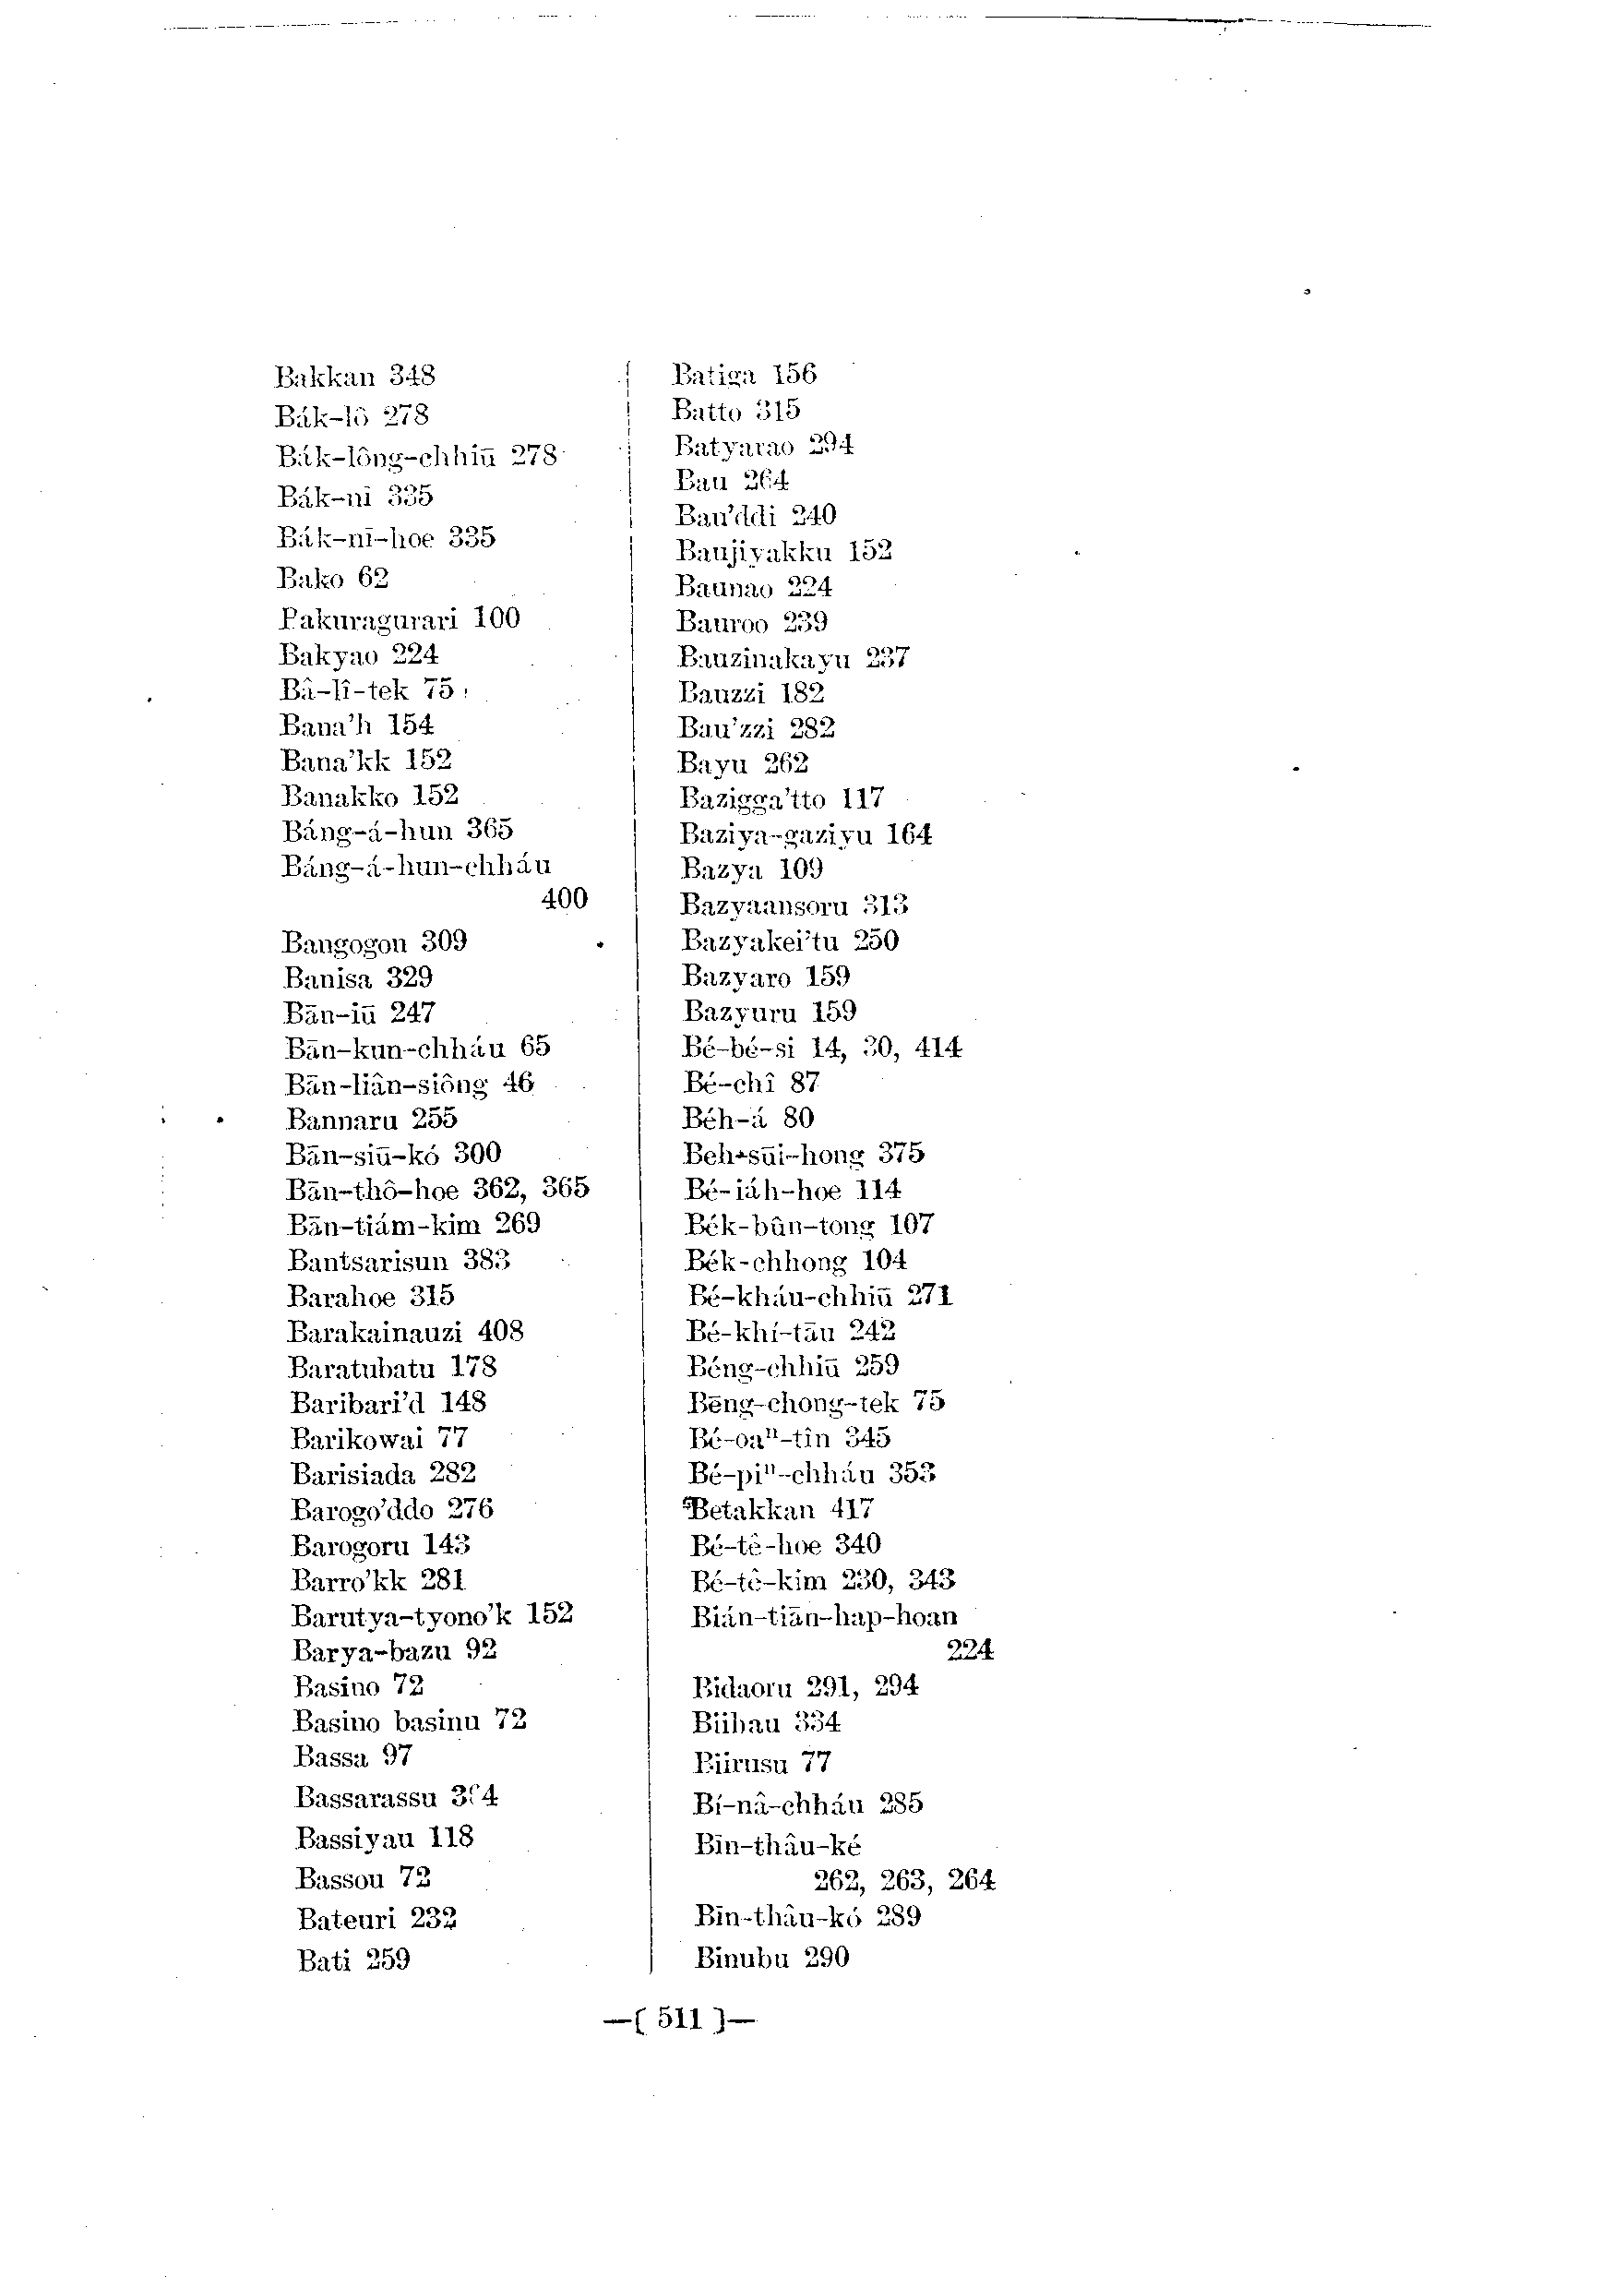 Bakkan 348
Bák-lō 278
Bák-lông-chhiū 278
Bák-nī 335
Bák-nī-hoe 335
Bako 62
Bakuragurari 100
Bakyao 224
Bâ-lî-tek 75
Bana'h 154
Bana'kk 152
Banakko 152
Báng-á-hun 365
Báng-á-hun-chháu
400
Bangogon 309
Banisa 329
Bān-iū 247
Bān-kun-chháu 65
Bān-liân-siông 46
Bannaru 255
Bān-siū-kó 300
Bān-thô-hoe 362, 365
Bān-tiám-kim 269
Bantsarisun 383
Barahoe 315
Barakainauzi 408
Baratubatu 178
Baribari'd 148
Barikowai 77
Barisiada 282
Barogo'ddo 276
Barogoru 143
Barro'kk 281
Barutya-tyono'k 152
Barya-bazu 92
Basino 72
Basino basinu 72
Bassa 97
Bassarassu
Bassiyau 118
Bassou 72
Bateuri 232
Bati 259
Batiga 156
Batto 315
Batyarao 294
Bau 264
Bau'ddi 240
Baujiyakku 152
Baunao 224
Bauroo 239
Bauzinakayu 237
Bauzzi 182
Bau'zzi 282
Bayu 262
Bazigga'tto 117
Baziya-gaziyu 164
Bazya 109
Bazyaansoru 313
Bazyakei'tu 250
Bazyaro 159
Bazyuru 159
Bé-bé-si 14, 30, 414
Bé-chî 87
Béh-á 80
Beh-sūi-hong 375
Bé-iáh-hoe 114
Bék-bûn-tong 107
Bék-chhong 104
Bé-kháu-chhiū 271
Bé-khí-tāu 242
Béng-chhiū 259
Bēng-chong-tek 75
Bé-oaⁿ-tîn 345
Bé-piⁿ-chháu 353
Betakkan 417
Bé-tê-hoe 340
Bé-tê-kim 230, 343
Bián-tiān-hap-hoan
224
Bidaoru 291, 294
Biibau 334
Biirusu 77
Bí-nâ-chháu 285
Bīn-thâu-ké
262, 263, 264
Bīn-thâu-kó 289
Binubu 290
—[ 511 ]—